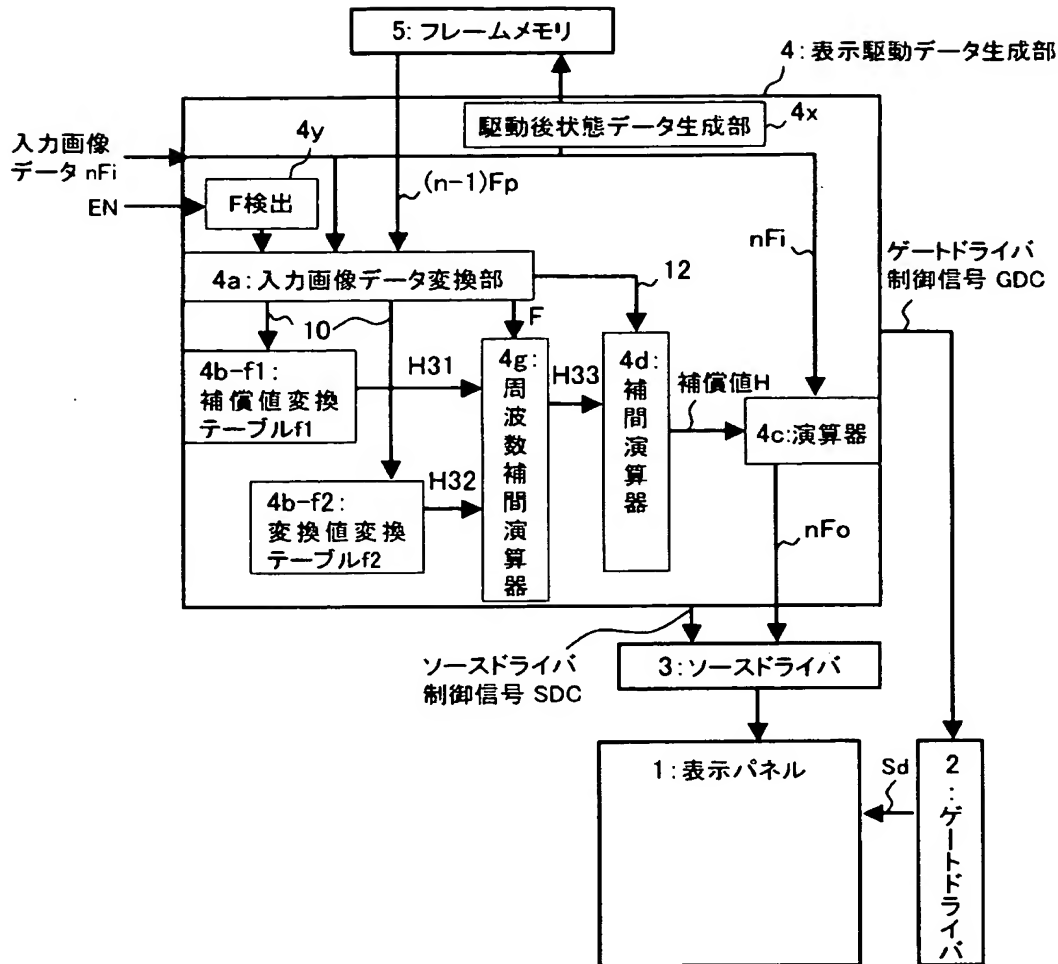 5:フレームメモリ
4:表示駆動データ生成部
駆動後状態データ生成部
4x
入力画像
データ nFi
4y
EN
F検出
(n-1)Fp
nFi
ゲートドライバ
制御信号 GDC
4a:入力画像データ変換部
12
10
F
4b-f1:
補償値変換
テーブルf1
H31
4g:
周
波
数
補
間
演
算
器
H33
4d:
補
間
演
算
器
補償値H
4c:演算器
H32
4b-f2:
変換値変換
テーブルf2
nFo
ソースドライバ
制御信号 SDC
3:ソースドライバ
1:表示パネル
Sd
2
:
ゲ
ー
ト
ド
ラ
イ
バ